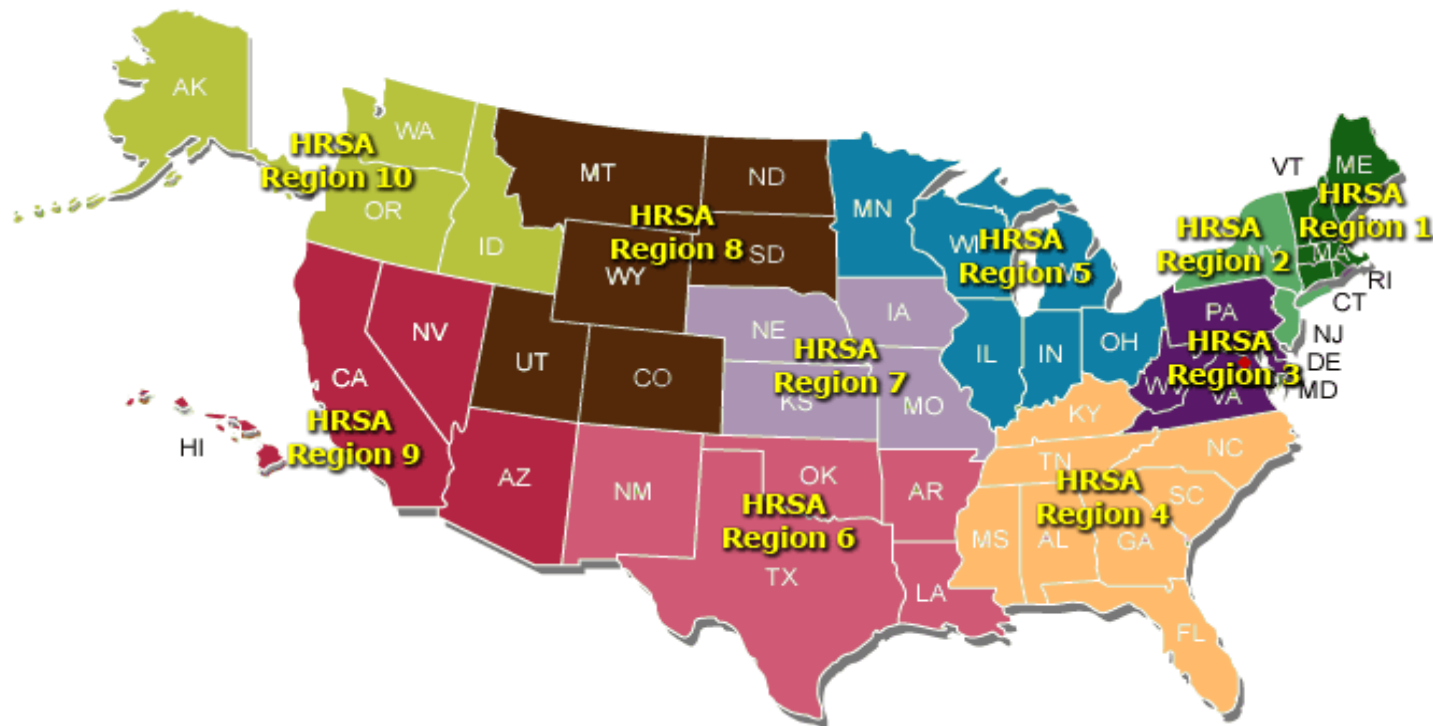 AK
WA
HRSA
Region 10
OR
ID
MT
ND
HRSA
Region 8
SD
WY
UT
CO
MN
WI
HRSA
Region 5
IL
IN
OH
VT
ME
HRSA
Region 1
MA
RI
CT
HRSA
Region 2
NY
PA
NJ
HRSA
Region 3
DE
MD
VA
NE
IA
HRSA
Region 7
KS
MO
NV
CA
HI
HRSA
Region 9
AZ
NM
OK
AR
HRSA
Region 6
TX
LA
KY
TN
NC
HRSA
Region 4
SC
MS
AL
GA
FL